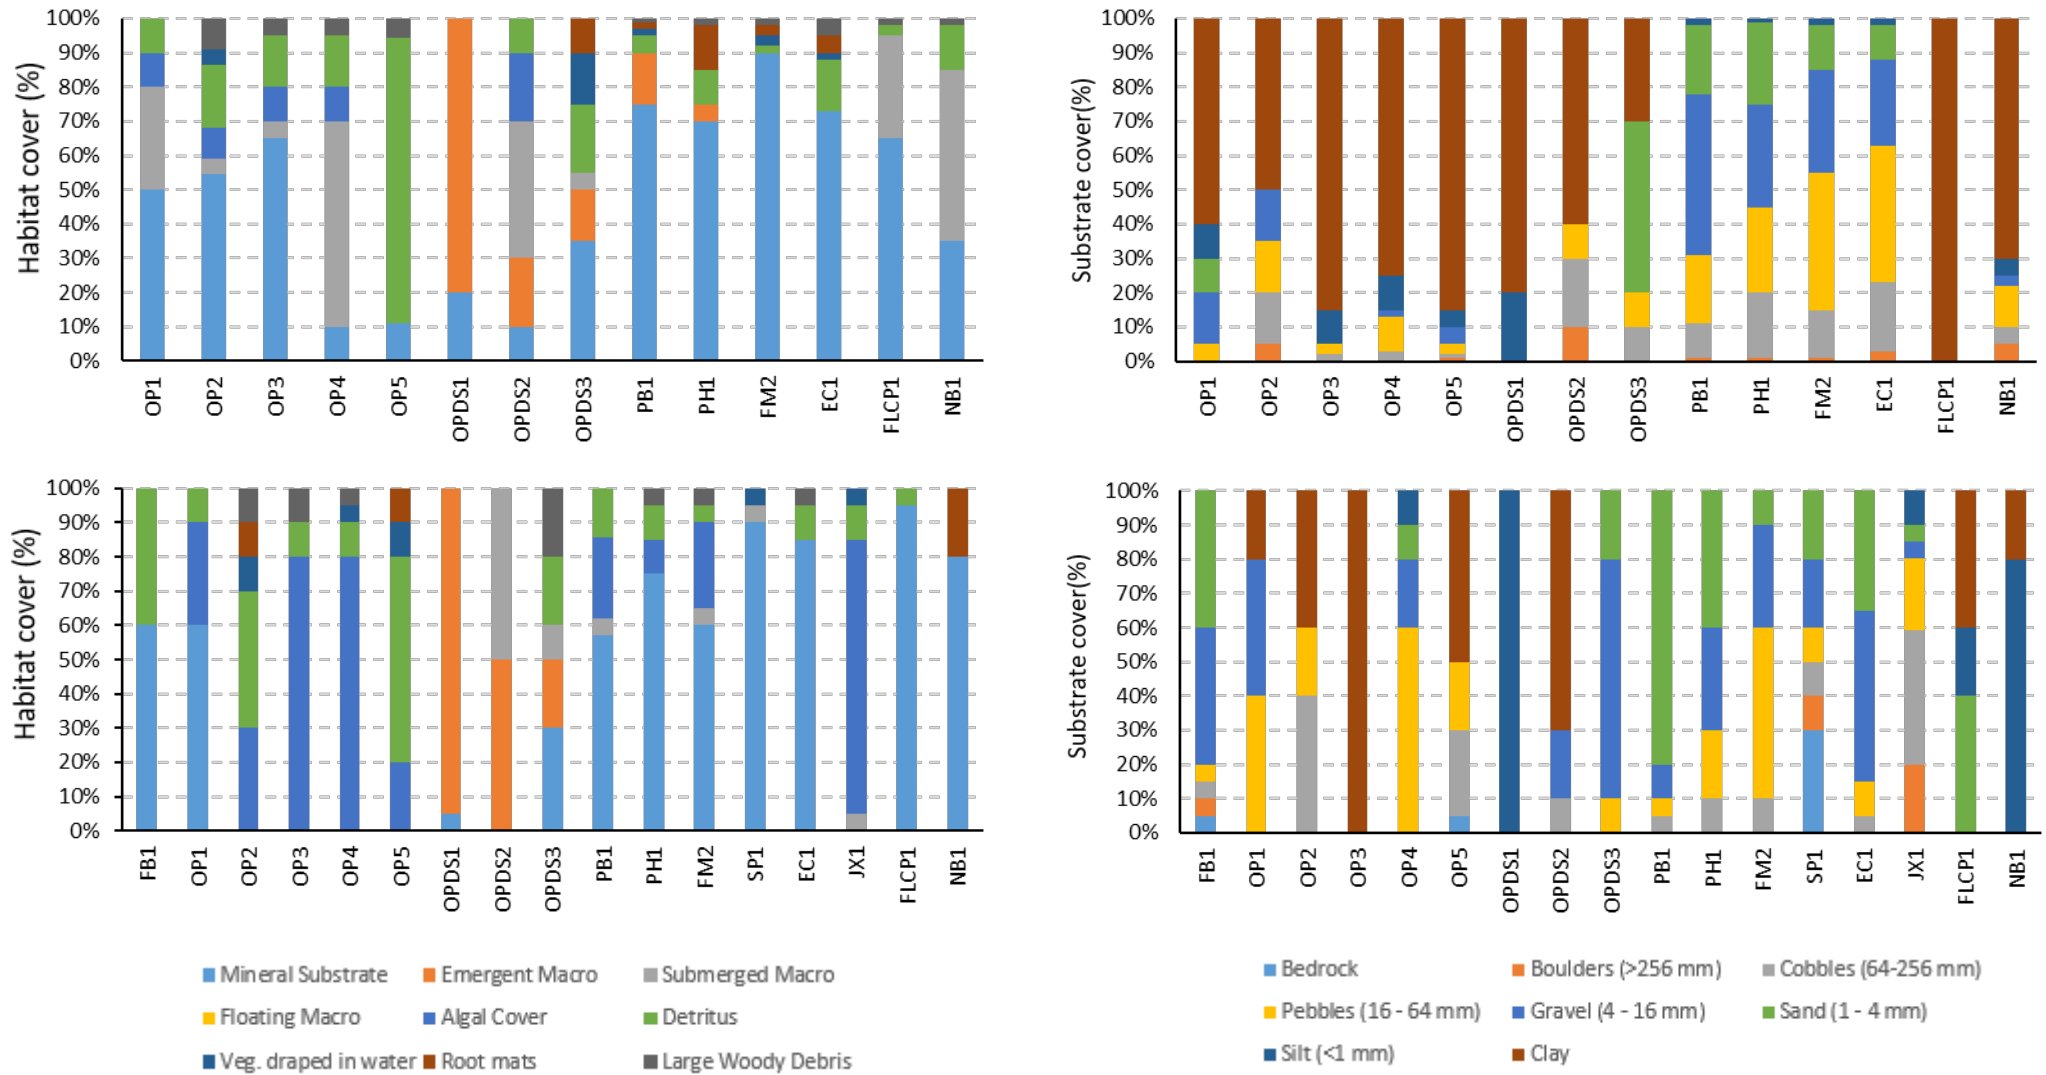 Habitat cover (%)
100%
90%
80%
70%
60%
50%
40%
30%
20%
10%
0%
OP1
OP2
OP3
OP4
OP5
OPDS1
OPDS2
OPDS3
PB1
PH1
FM2
EC1
FLCP1
NB1
Substrate cover(%)
100%
90%
80%
70%
60%
50%
40%
30%
20%
10%
0%
OP1
OP2
OP3
OP4
OP5
OPDS1
OPDS2
OPDS3
PB1
PH1
FM2
EC1
FLCP1
NB1
Habitat cover (%)
100%
90%
80%
70%
60%
50%
40%
30%
20%
10%
0%
FB1
OP1
OP2
OP3
OP4
OP5
OPDS1
OPDS2
OPDS3
PB1
PH1
FM2
SP1
EC1
JX1
FLCP1
NB1
Substrate cover(%)
100%
90%
80%
70%
60%
50%
40%
30%
20%
10%
0%
FB1
OP1
OP2
OP3
OP4
OP5
OPDS1
OPDS2
OPDS3
PB1
PH1
FM2
SP1
EC1
JX1
FLCP1
NB1
Mineral Substrate Emergent Macro Submerged Macro
Floating Macro Algal Cover Detritus
Veg. draped in water Root mats Large Woody Debris
Bedrock Boulders (>256 mm) Cobbles (64-256 mm)
Pebbles (16 - 64 mm) Gravel (4 - 16 mm) Sand (1 - 4 mm)
Silt (<1 mm) Clay